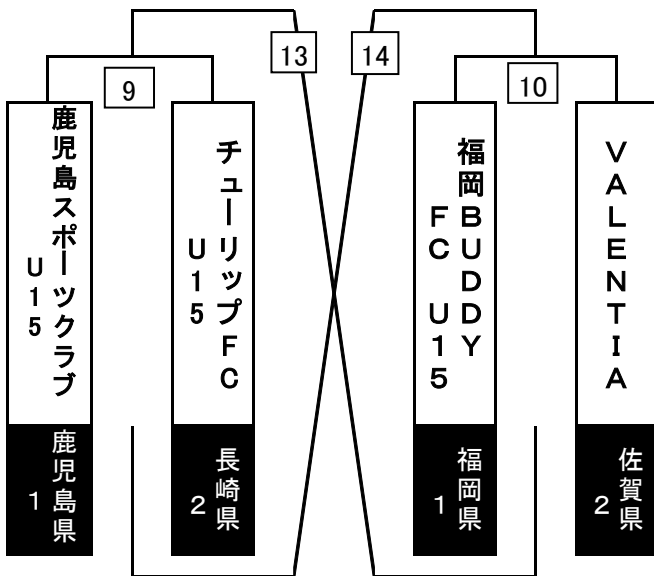 13
14
9
10
鹿児島スポーツクラブ
U15
チューリップFC
U15
福岡BUDDY
FC U15
VALENTIA
鹿児島県
1
長崎県
2
福岡県
1
佐賀県
2